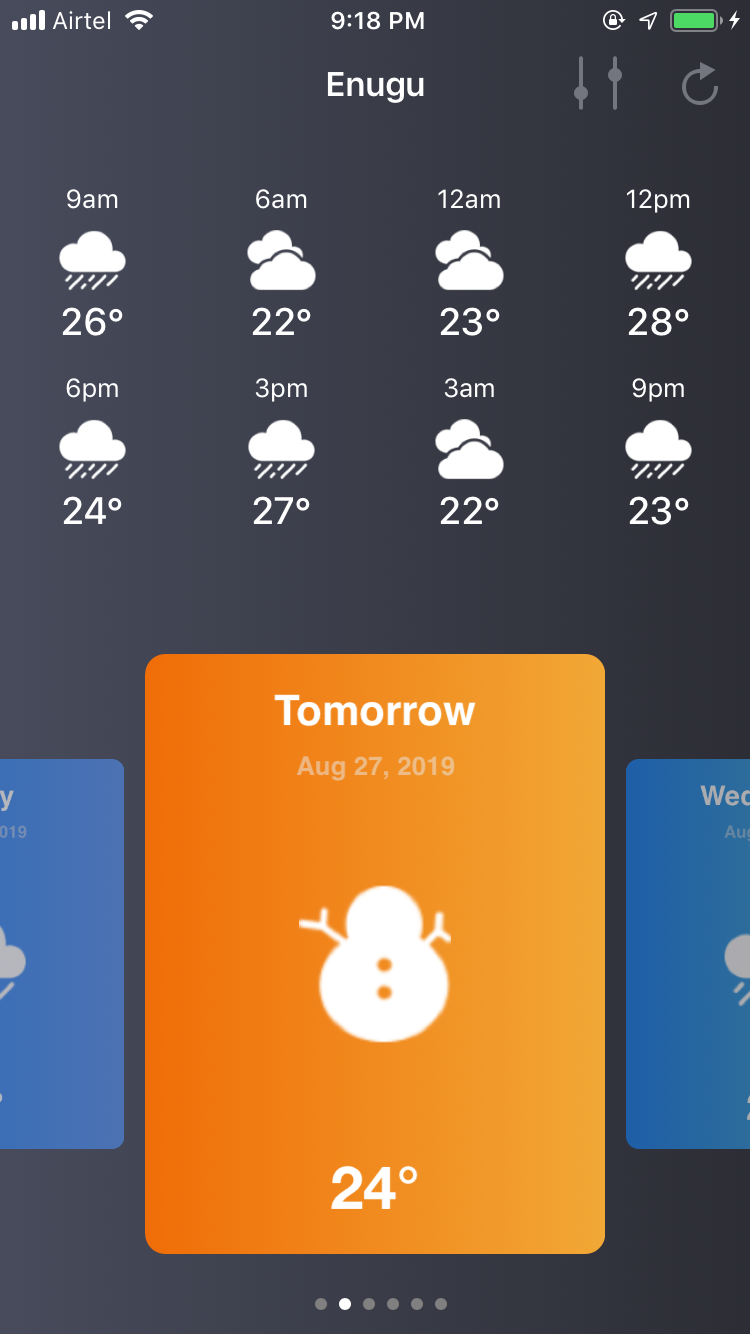 Airtel 9:18 PM
Enugu
9am 6am 12am 12pm
26° 22° 23° 28°
6pm 3pm 3am 9pm
24° 27° 22° 23°
Tomorrow
Aug 27, 2019
y
019
Wed
24°